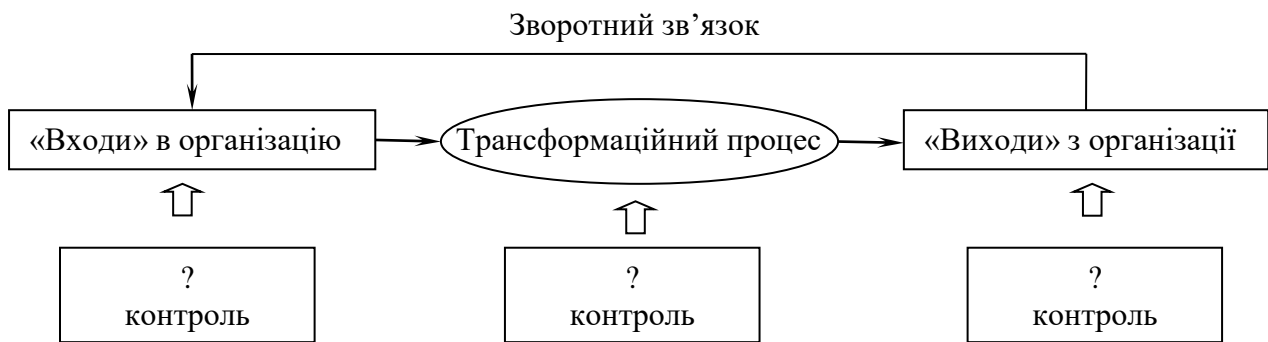 Зворотний зв’язок
«Входи» в організацію
Трансформаційний процес
«Виходи» з організації
?
контроль
?
контроль
?
контроль